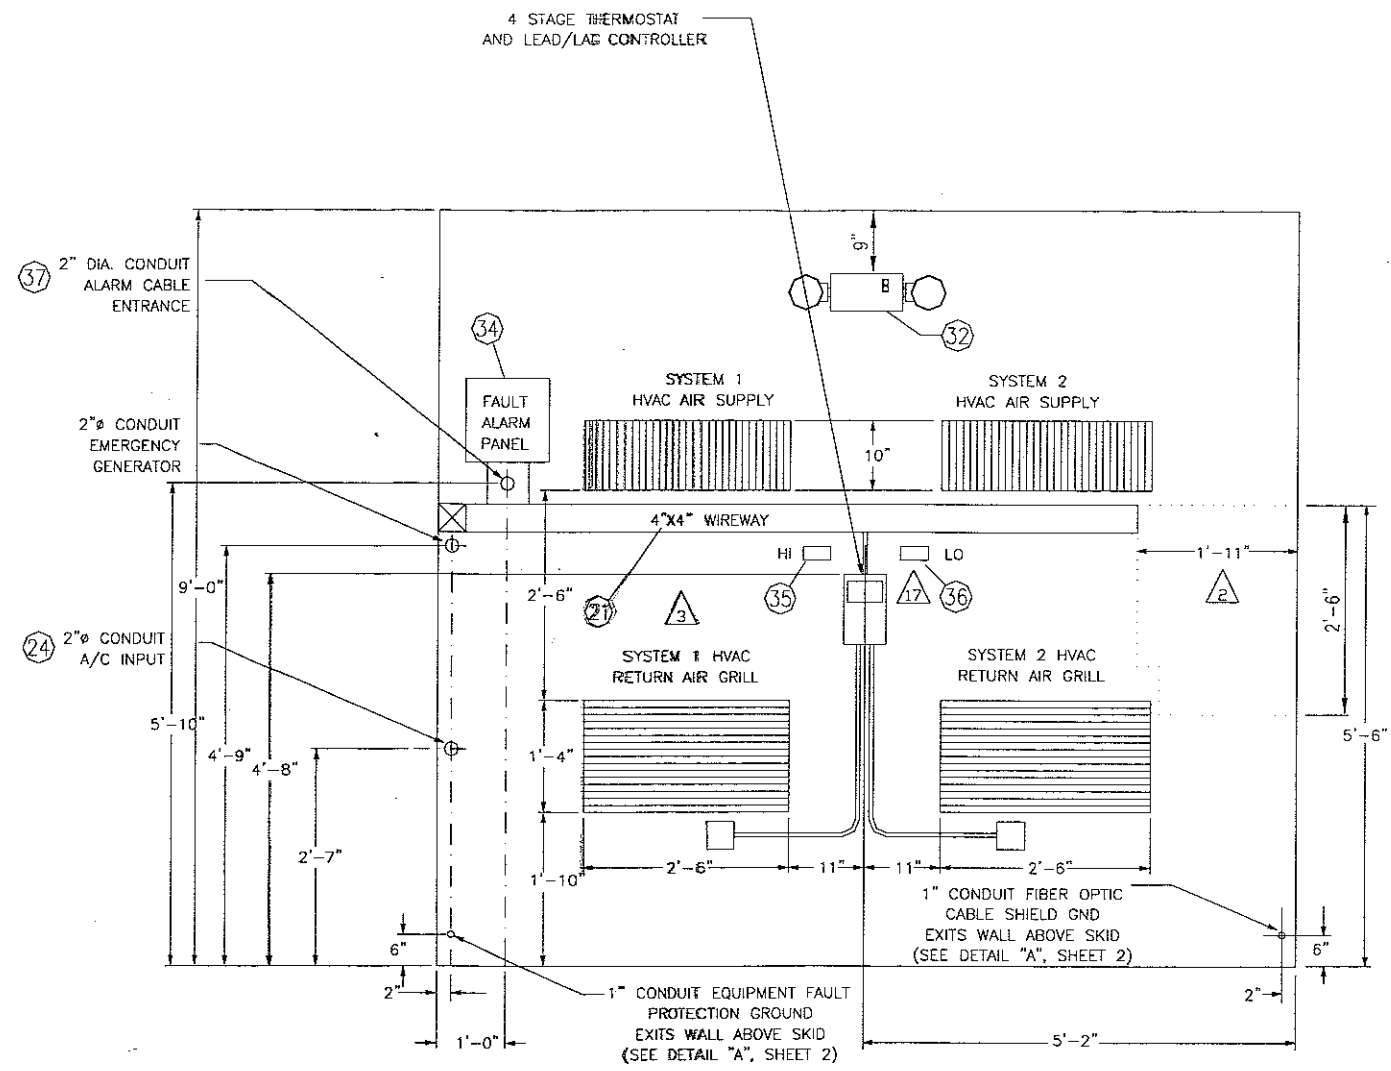 4 STAGE THERMOSTAT
AND LEAD/LAG CONTROLLER
9"
37
2" DIA. CONDUIT
ALARM CABLE
ENTRANCE
34
32
FAULT
ALARM
PANEL
SYSTEM 1
HVAC AIR SUPPLY
SYSTEM 2
HVAC AIR SUPPLY
2"ø CONDUIT
EMERGENCY
GENERATOR
10"
4"X4" WIREWAY
HI
LO
1'-11"
9'-0"
2'-6"
21
3
35
17
36
2
2'-6"
24
2"ø CONDUIT
A/C INPUT
SYSTEM 1 HVAC
RETURN AIR GRILL
SYSTEM 2 HVAC
RETURN AIR GRILL
5'-10"
4'-9"
4'-8"
1'-4"
5'-6"
2'-7"
1'-10"
2'-6"
11"
11"
2'-6"
1" CONDUIT FIBER OPTIC
CABLE SHIELD GND
EXITS WALL ABOVE SKID
(SEE DETAIL "A", SHEET 2)
6"
6"
2"
1" CONDUIT EQUIPMENT FAULT
PROTECTION GROUND
EXITS WALL ABOVE SKID
(SEE DETAIL "A", SHEET 2)
2"
1'-0"
5'-2"